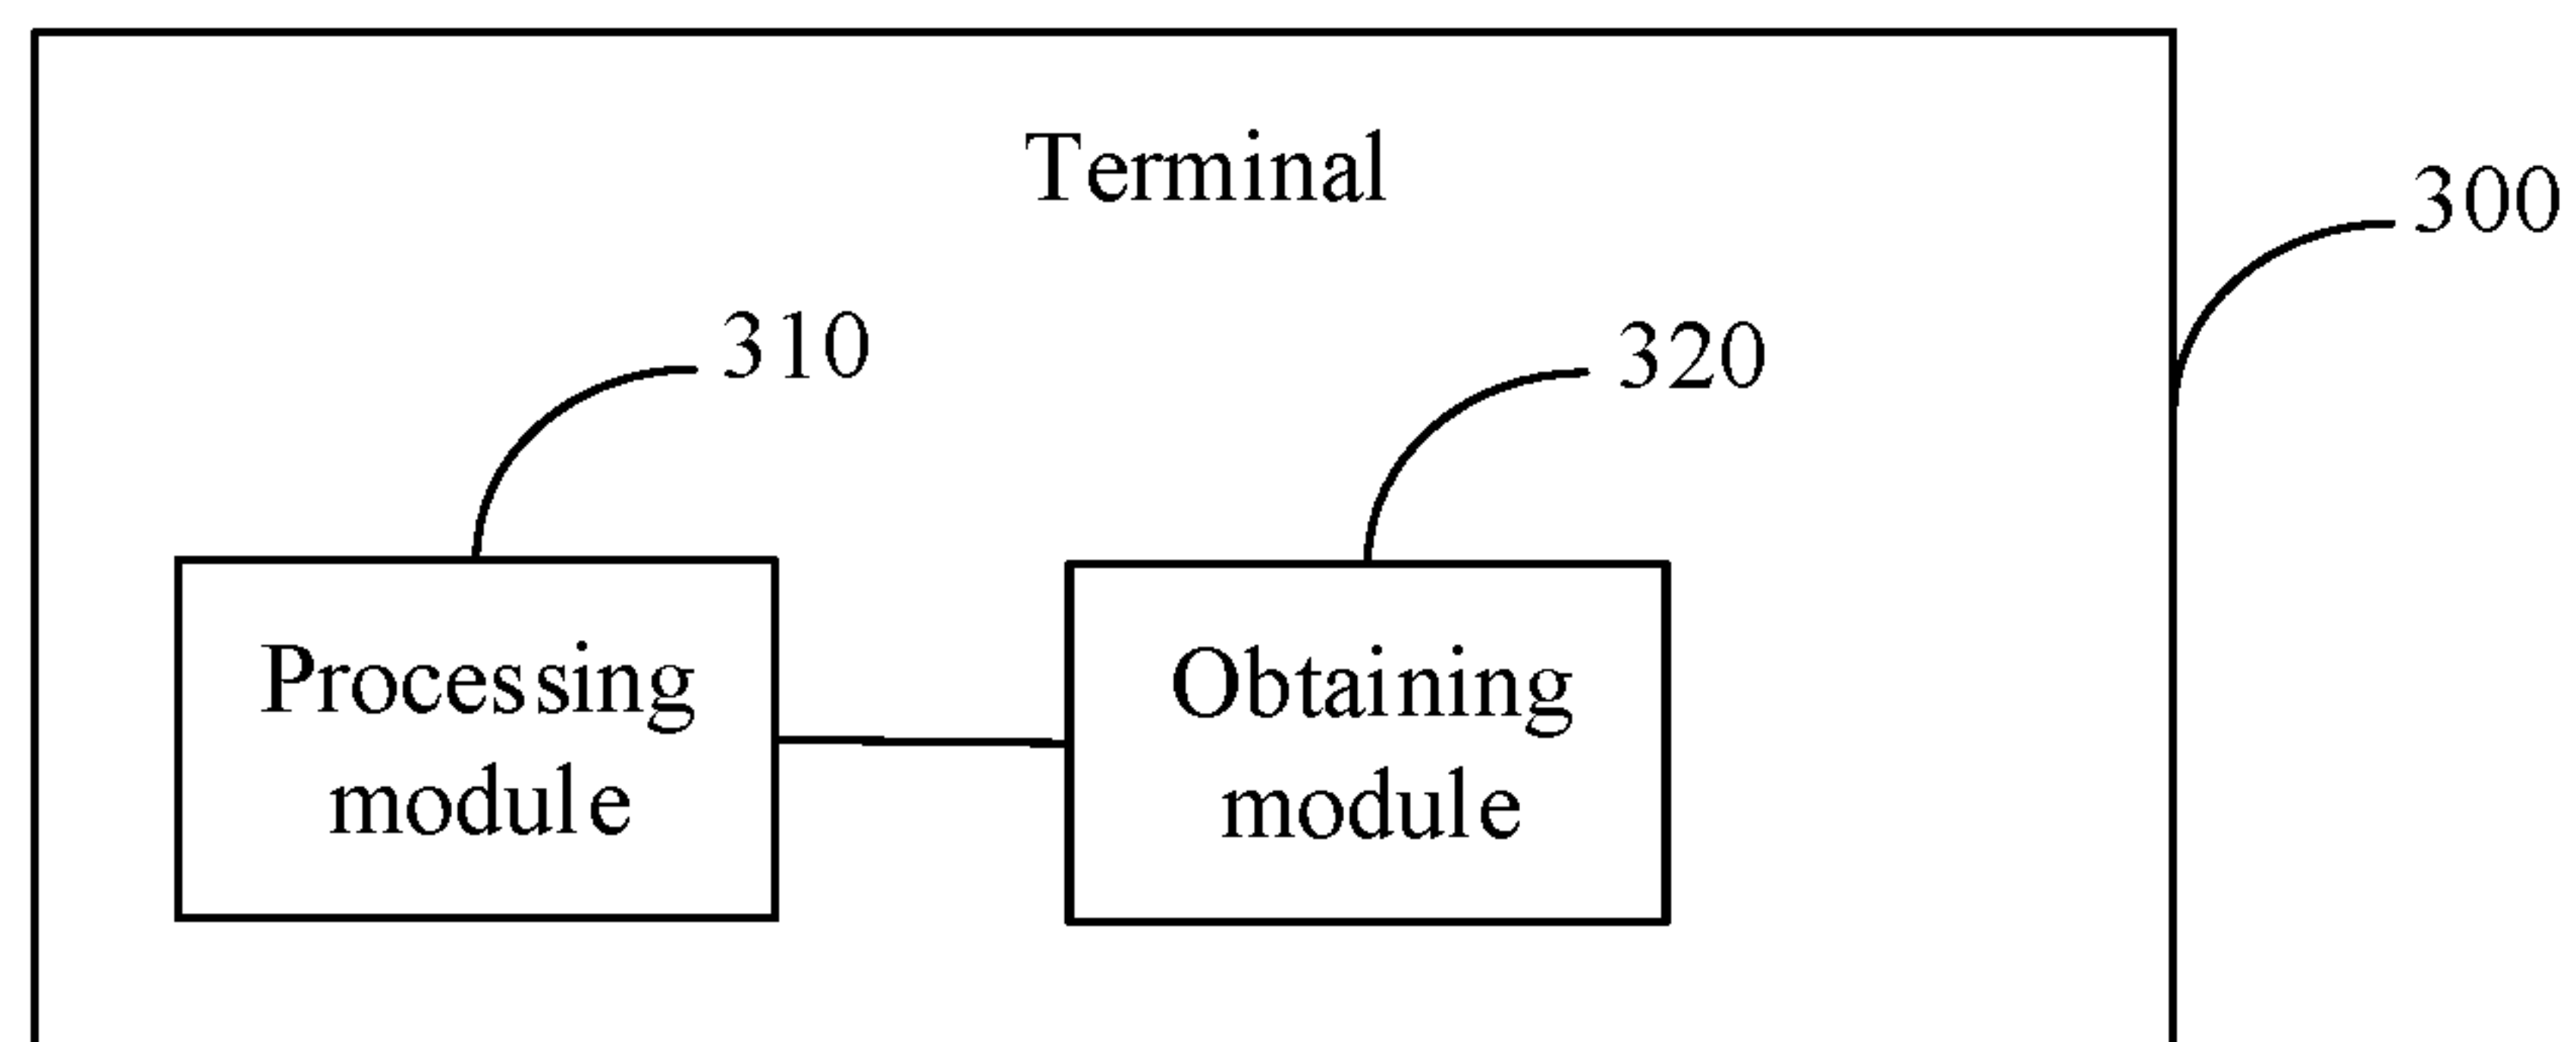 Terminal
300
310
320
Processing
module
Obtaining
module